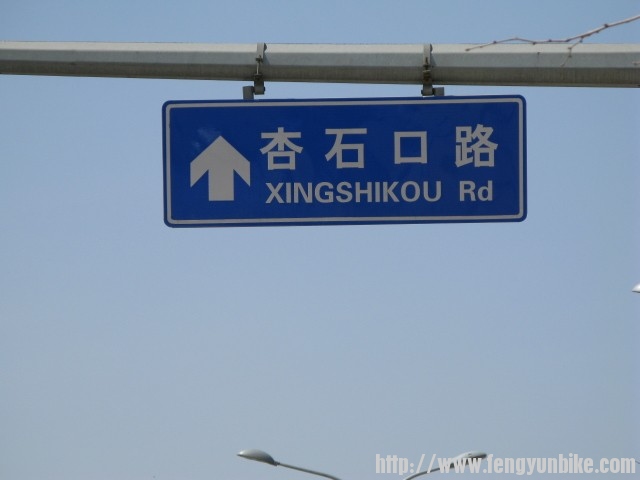 杏石口路
XINGSHIKOU Rd
http://www.fengyunbike.com/